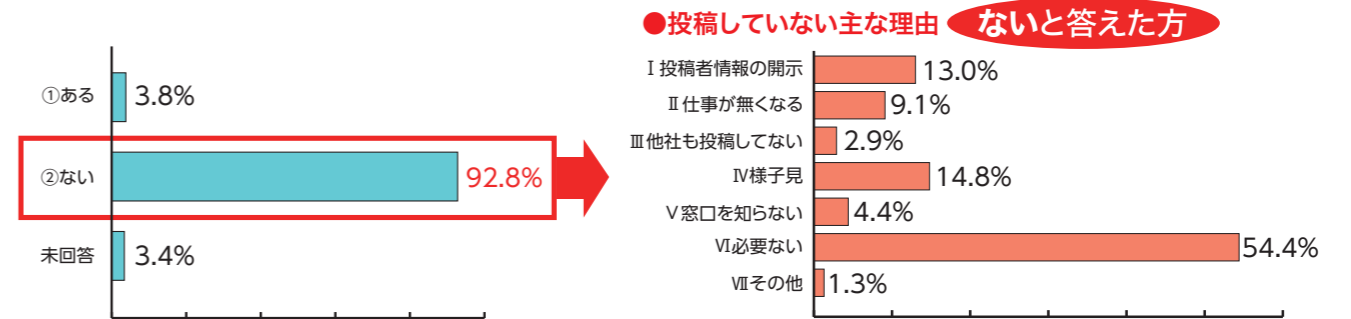 ①ある 3.8%
②ない 92.8%
未回答 3.4%
●投稿していない主な理由 ないと答えた方
Ⅰ投稿者情報の開示 13.0%
Ⅱ仕事が無くなる 9.1%
Ⅲ他社も投稿してない 2.9%
Ⅳ様子見 14.8%
Ⅴ窓口を知らない 4.4%
Ⅵ必要ない 54.4%
Ⅶその他 1.3%